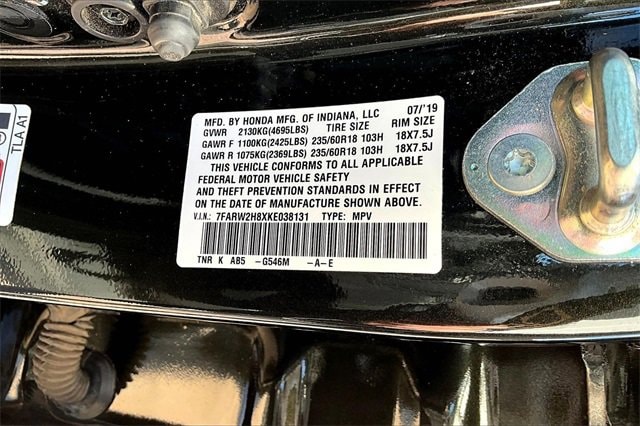 MFD. BY HONDA MFG. OF INDIANA, LLC 07/'19
GVWR 2130KG(4695LBS) TIRE SIZE RIM SIZE
GAWR F 1100KG(2425LBS) 235/60R18 103H 18X7.5J
GAWR R 1075KG(2369LBS) 235/60R18 103H 18X7.5J
THIS VEHICLE CONFORMS TO ALL APPLICABLE
FEDERAL MOTOR VEHICLE SAFETY
AND THEFT PREVENTION STANDARDS IN EFFECT
ON THE DATE OF MANUFACTURE SHOWN ABOVE.
V.I.N: 7FARW2H8XKE038131 TYPE: MPV
TNR K AB5 -G546M -A-E
TLA A1